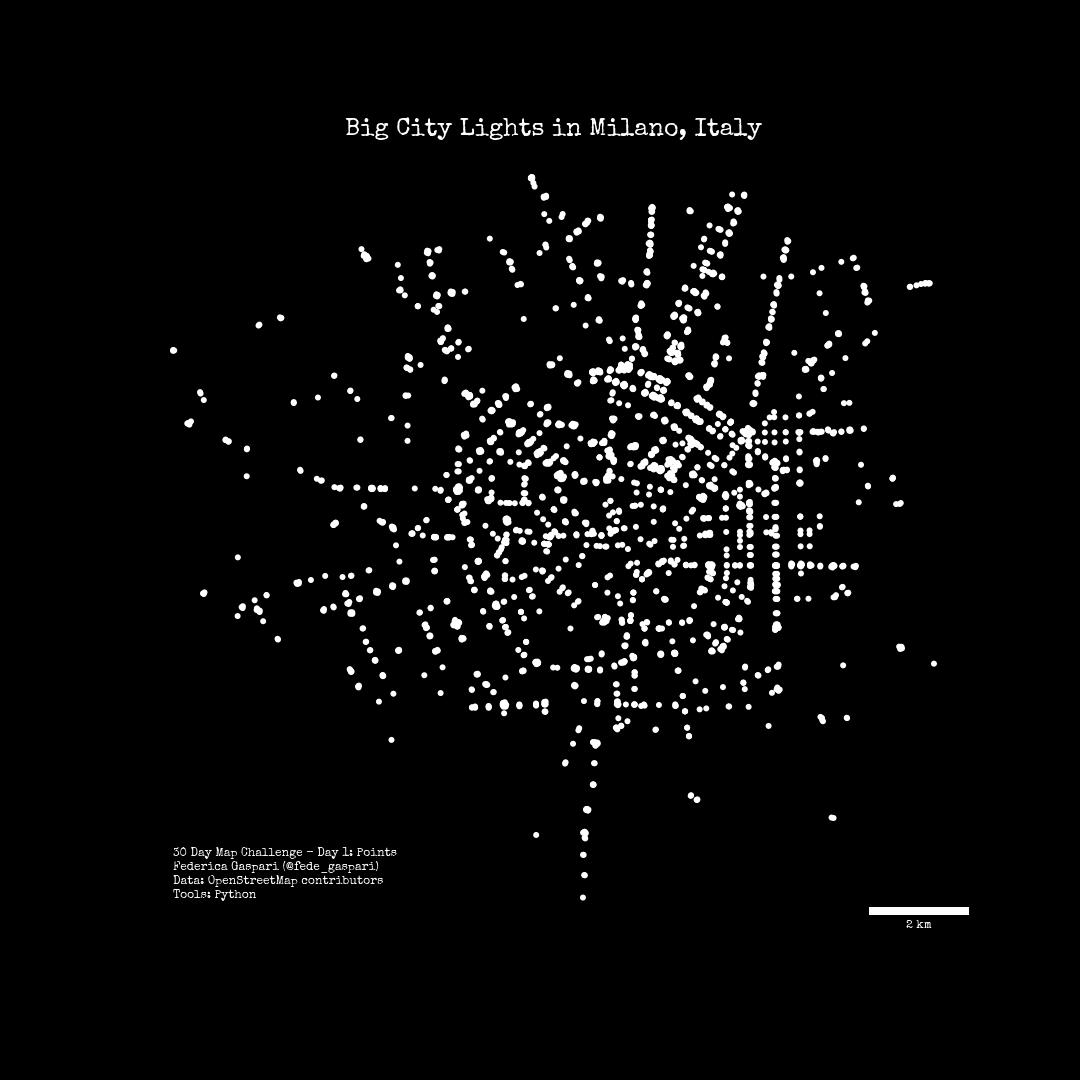 Big City Lights in Milano, Italy
30 Day Map Challenge - Day 1: Points
Federica Gaspari (@fede_gaspari)
Data: OpenStreetMap contributors
Tools: Python
2 km